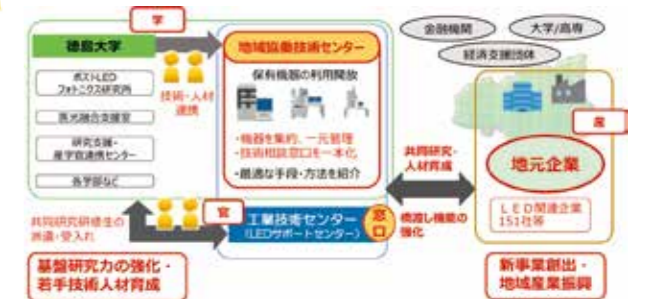 学
徳島大学
ポストLED
フォトニクス研究所
医光融合支援室
研究支援・
産学官連携センター
各学部など
技術・人材
連携
地域協働技術センター
保有機器の利用開放
・機器を集約、一元管理
・技術相談窓口を一本化
・最適な手段・方法を紹介
金融機関
大学/高専
経済支援団体
産
地元企業
LED関連企業
151社等
共同研究・
人材育成
橋渡し機能の
強化
官
工業技術センター
(LEDサポートセンター)
窓
口
共同研究研修生の
派遣・受入れ
基盤研究力の強化・
若手技術人材育成
新事業創出・
地域産業振興